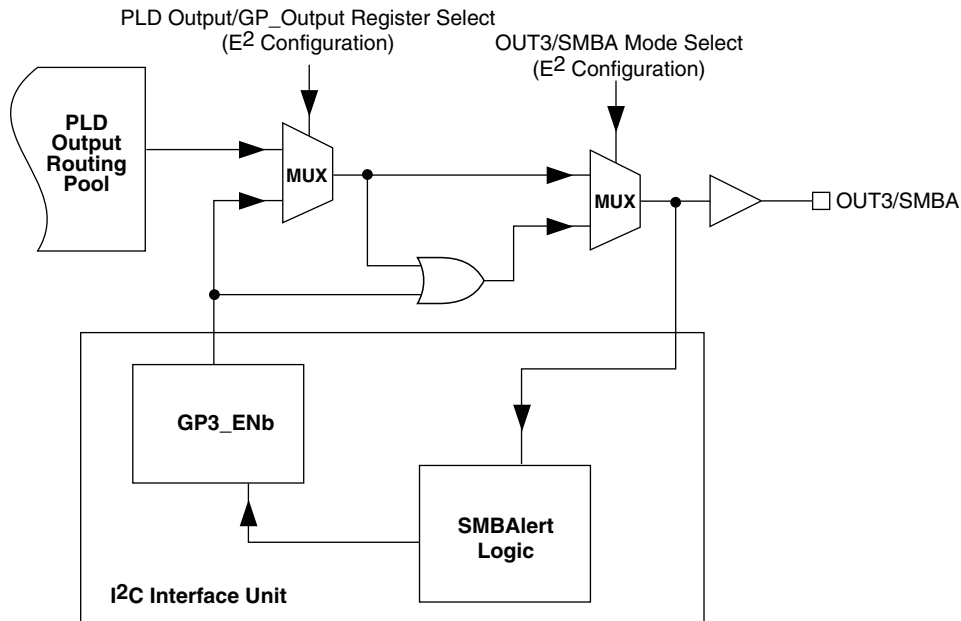 PLD Output/GP_Output Register Select
(E2 Configuration)
OUT3/SMBA Mode Select
(E2 Configuration)
PLD
Output
Routing
Pool
MUX
MUX
OUT3/SMBA
GP3_ENb
SMBAlert
Logic
I2C Interface Unit